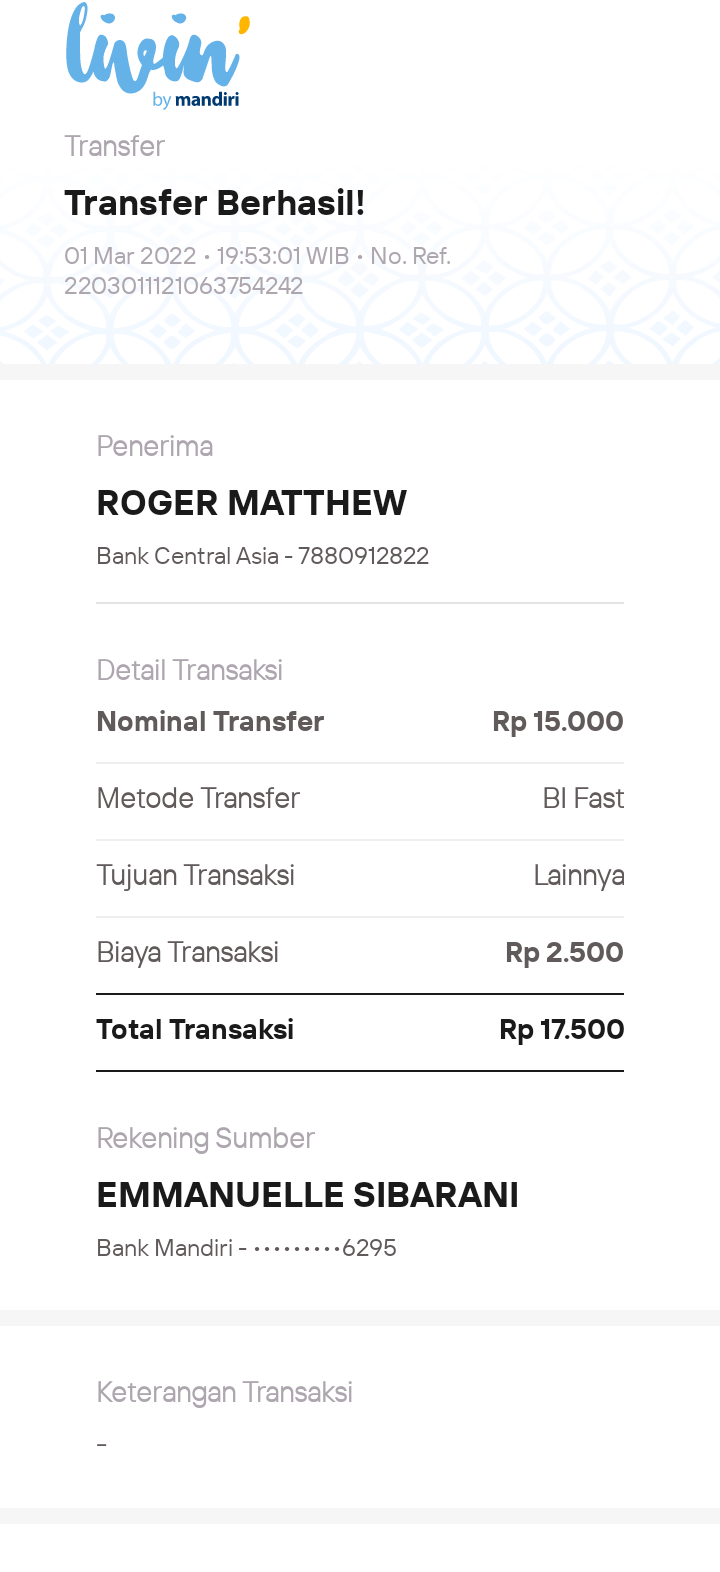 livin'
by mandiri
Transfer
Transfer Berhasil!
01 Mar 2022 • 19:53:01 WIB • No. Ref.
2203011121063754242
Penerima
ROGER MATTHEW
Bank Central Asia - 7880912822
Detail Transaksi
Nominal Transfer Rp 15.000
Metode Transfer BI Fast
Tujuan Transaksi Lainnya
Biaya Transaksi Rp 2.500
Total Transaksi Rp 17.500
Rekening Sumber
EMMANUELLE SIBARANI
Bank Mandiri - •••••••••6295
Keterangan Transaksi
-